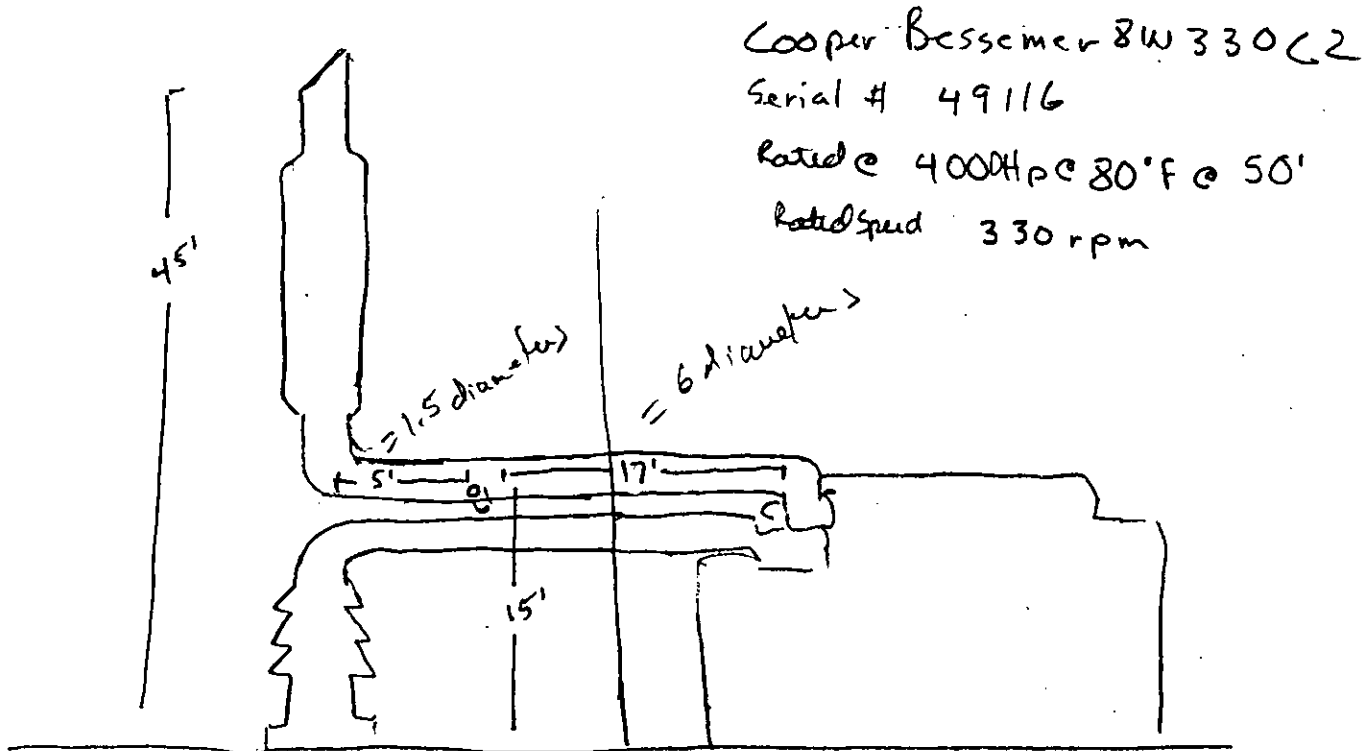 Cooper Bessemer 8W330C2
Serial # 49116
Rated @ 4000Hp @ 80°F @ 50'
Rated Speed 330 rpm
45'
= 1.5 diameters
= 6 diameters
5'
17'
15'